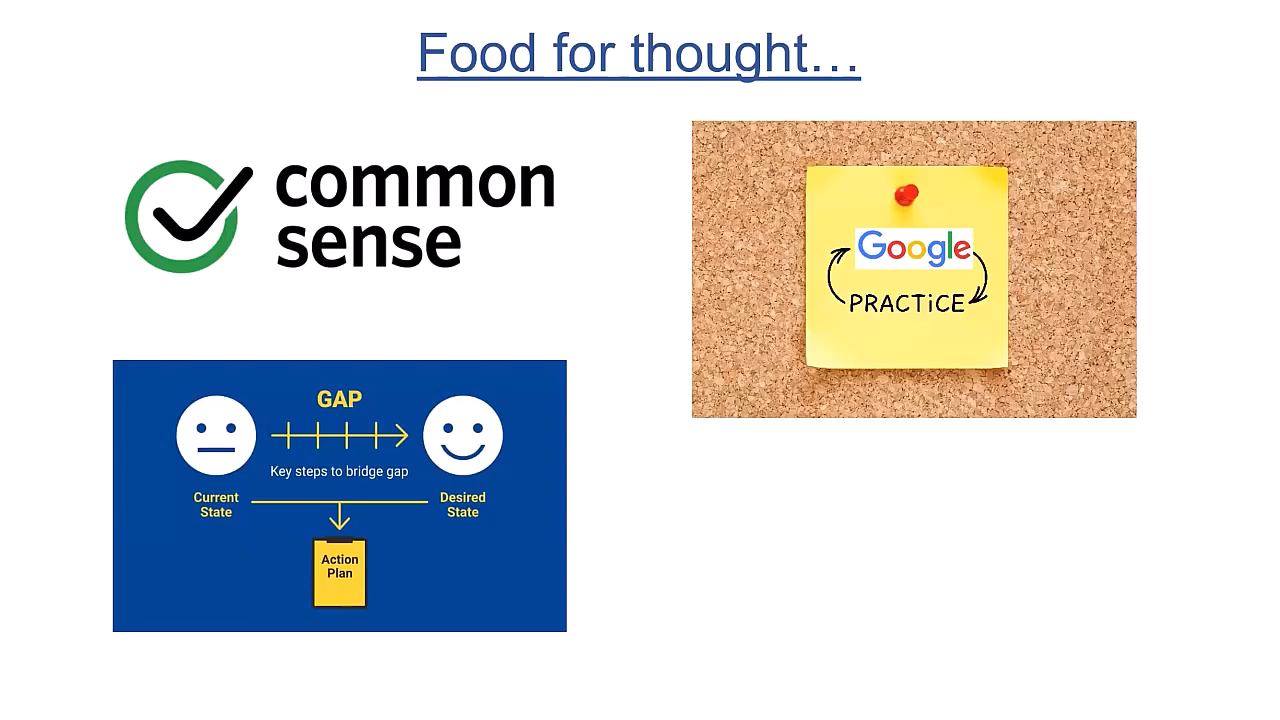 Food for thought…
common
sense
Google
PRACTiCE
GAP
Key steps to bridge gap
Current
State
Desired
State
Action
Plan